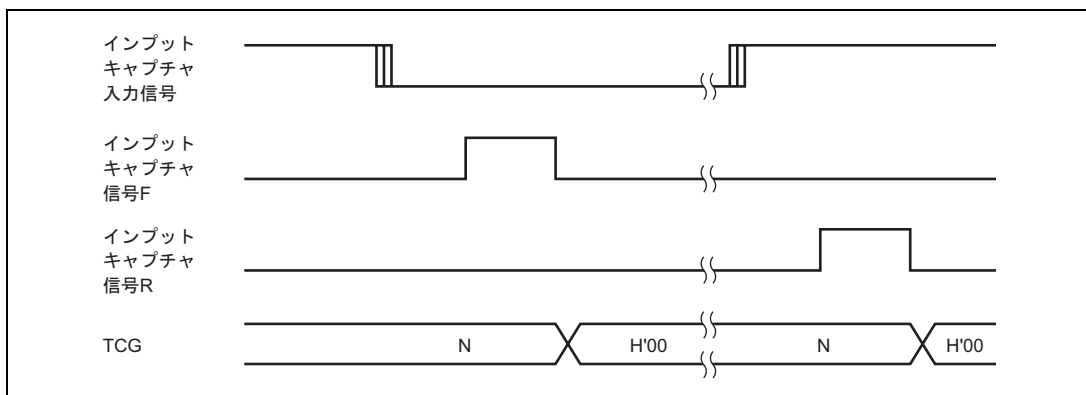 インプット
キャプチャ
入力信号
インプット
キャプチャ
信号F
インプット
キャプチャ
信号R
TCG
N
H'00
N
H'00